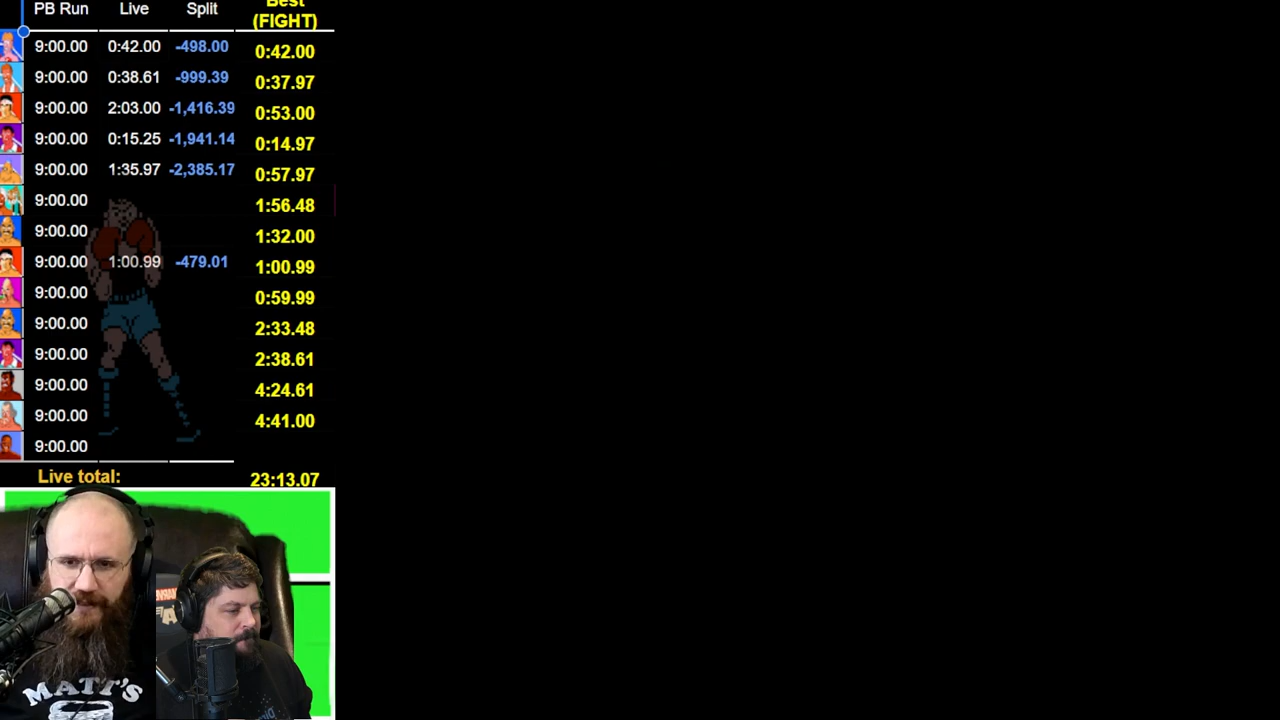 PB Run Live Split Best
(FIGHT)
9:00.00 0:42.00 -498.00 0:42.00
9:00.00 0:38.61 -999.39 0:37.97
9:00.00 2:03.00 -1,416.39 0:53.00
9:00.00 0:15.25 -1,941.14 0:14.97
9:00.00 1:35.97 -2,385.17 0:57.97
9:00.00 1:56.48
9:00.00 1:32.00
9:00.00 1:00.99 -479.01 1:00.99
9:00.00 0:59.99
9:00.00 2:33.48
9:00.00 2:38.61
9:00.00 4:24.61
9:00.00 4:41.00
9:00.00
Live total: 23:13.07
MATT'S